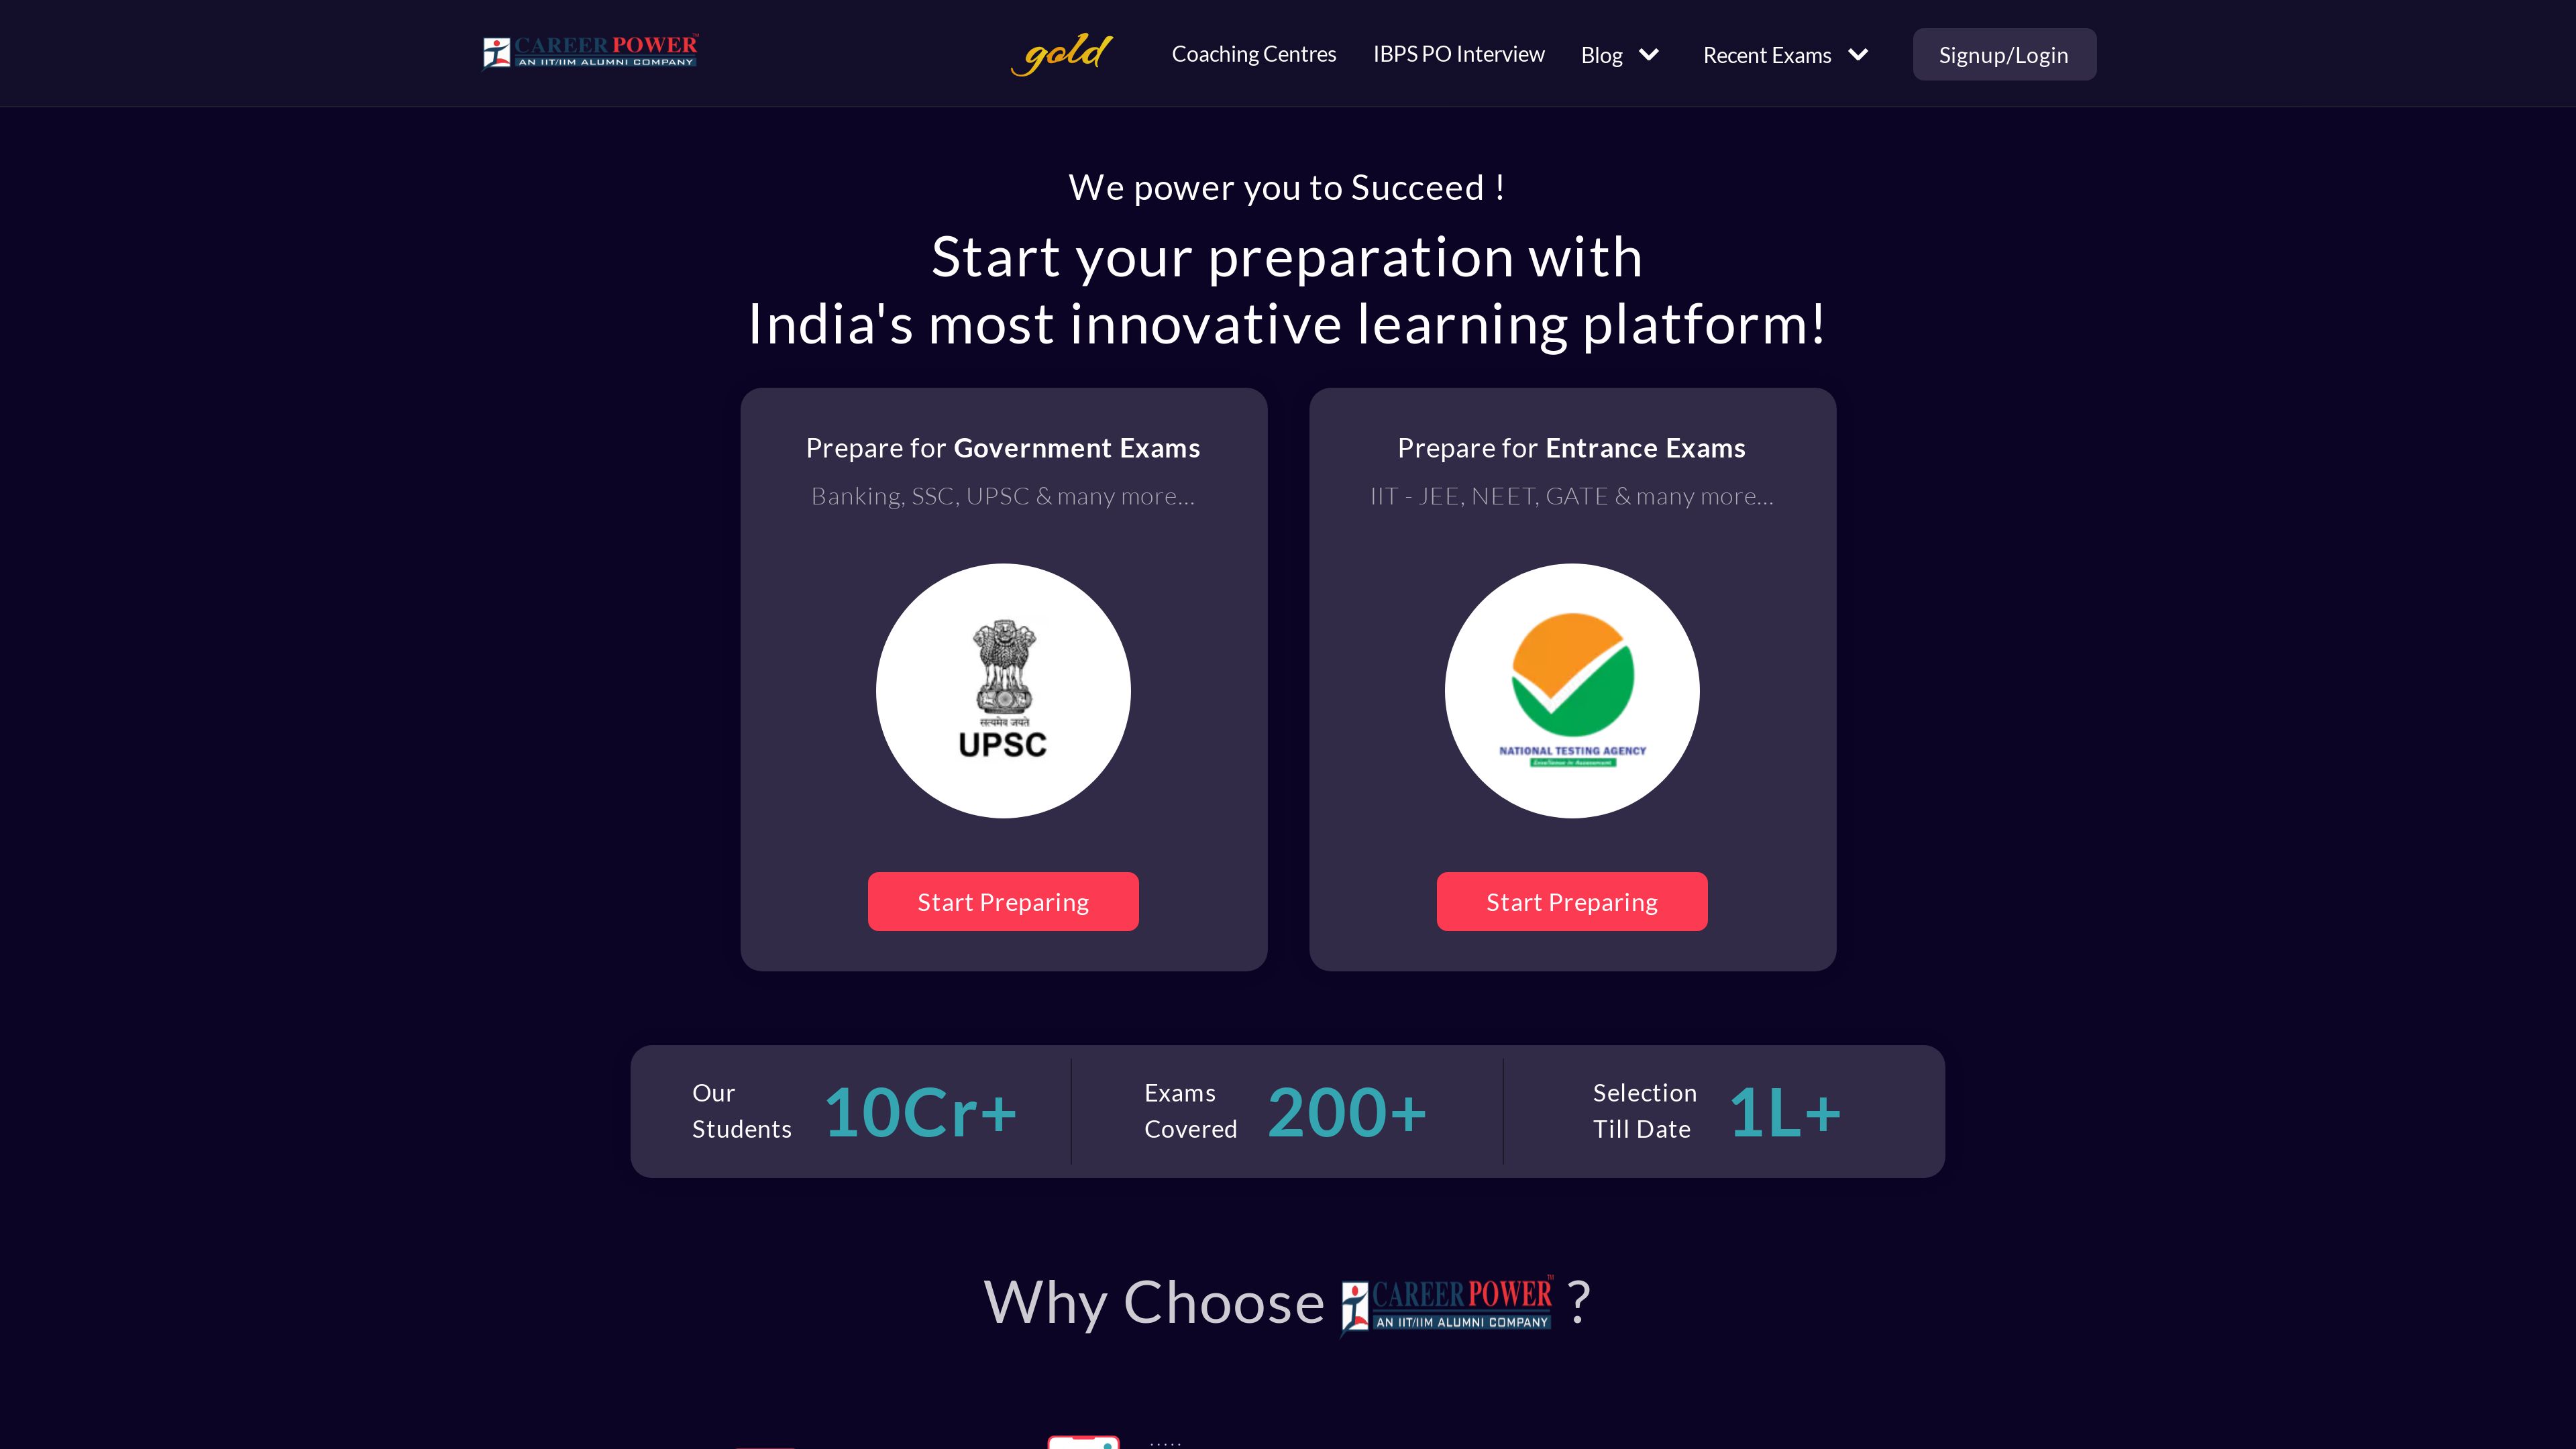 CAREER POWER
AN IIT/IIM ALUMNI COMPANY
gold
Coaching Centres
IBPS PO Interview
Blog
Recent Exams
Signup/Login
We power you to Succeed !
Start your preparation with
India's most innovative learning platform!
Prepare for Government Exams
Banking, SSC, UPSC & many more...
सत्यमेव जयते
UPSC
Start Preparing
Prepare for Entrance Exams
IIT - JEE, NEET, GATE & many more...
NATIONAL TESTING AGENCY
Excellence in Assessment
Start Preparing
Our
Students
10Cr+
Exams
Covered
200+
Selection
Till Date
1L+
Why Choose CAREER POWER ?
AN IIT/IIM ALUMNI COMPANY